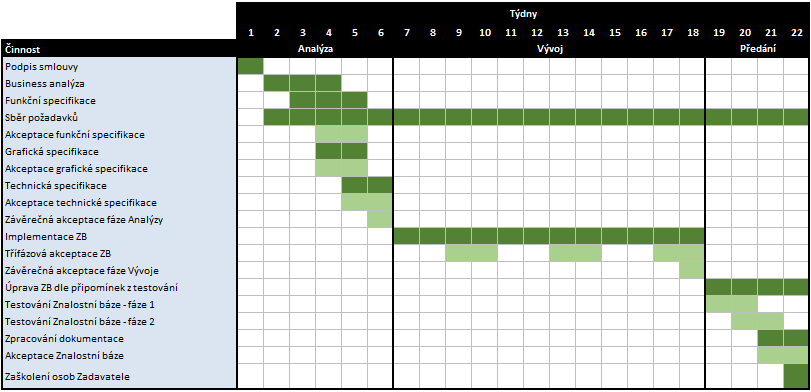 Týdny
1 2 3 4 5 6 7 8 9 10 11 12 13 14 15 16 17 18 19 20 21 22
Činnost Analýza Vývoj Předání
Podpis smlouvy
Business analýza
Funkční specifikace
Sběr požadavků
Akceptace funkční specifikace
Grafická specifikace
Akceptace grafické specifikace
Technická specifikace
Akceptace technické specifikace
Závěrečná akceptace fáze Analýzy
Implementace ZB
Třífázová akceptace ZB
Závěrečná akceptace fáze Vývoje
Úprava ZB dle připomínek z testování
Testování Znalostní báze - fáze 1
Testování Znalostní báze - fáze 2
Zpracování dokumentace
Akceptace Znalostní báze
Zaškolení osob Zadavatele